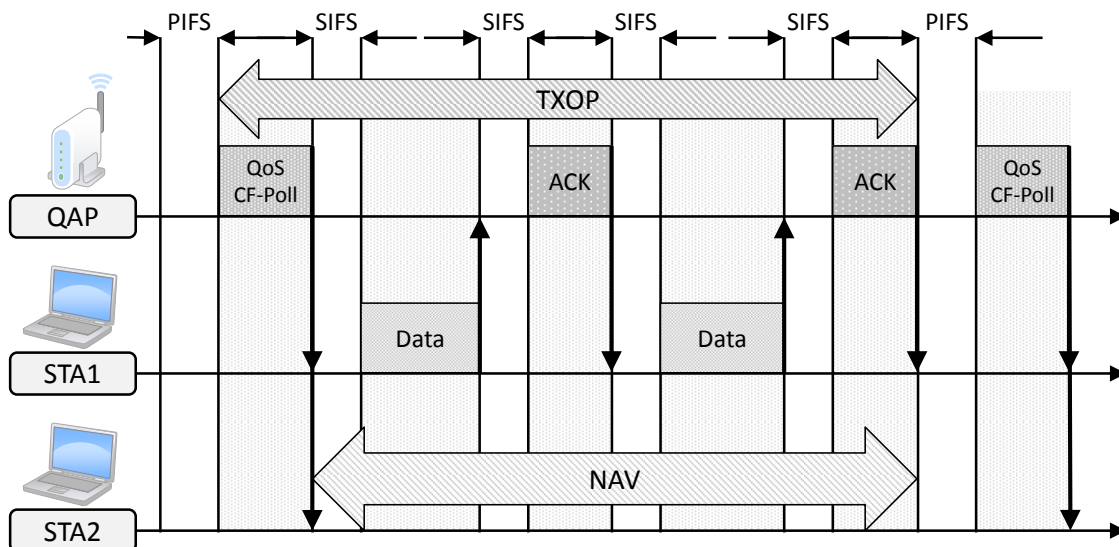 PIFS SIFS SIFS SIFS SIFS PIFS
TXOP
QoS
CF-Poll
ACK
ACK
QoS
CF-Poll
QAP
Data
Data
STA1
NAV
STA2